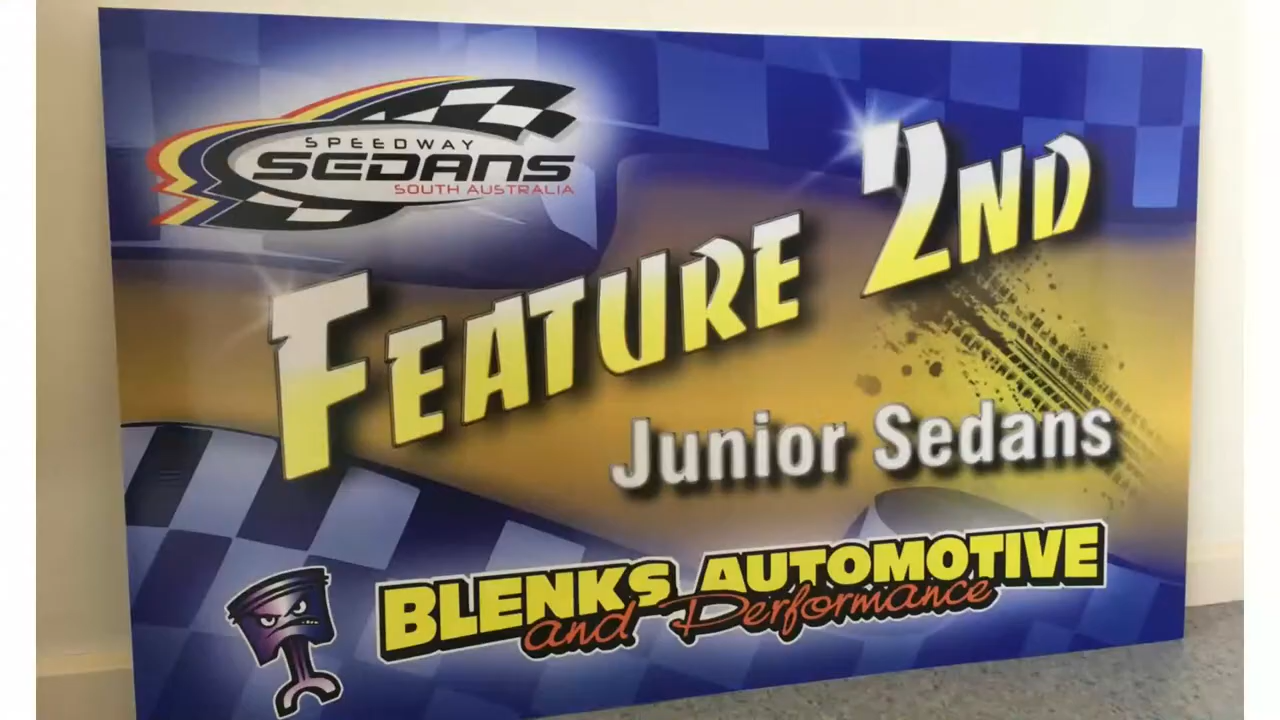 SPEEDWAY
SEDANS
SOUTH AUSTRALIA
FEATURE 2ND
Junior Sedans
BLENKS AUTOMOTIVE
and Performance